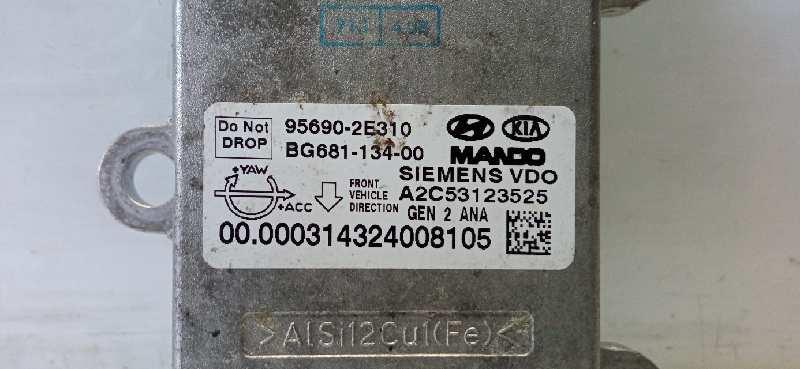 Do Not
DROP
95690-2E310
BG681-134-00
KIA
MANDO
SIEMENS VDO
A2C53123525
GEN 2 ANA
+YAW
+ACC
FRONT
VEHICLE
DIRECTION
00.000314324008105
>AlSi12Cu1(Fe)<